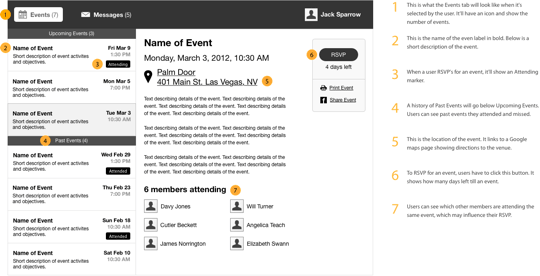 1
Events (7)
Messages (5)
Jack Sparrow
Upcoming Events (3)
2
Name of Event
Fri Mar 9
Short description of event activities
and objectives.
1:30 PM
3
Attending
Name of Event
Mon Mar 5
Short description of event activities
and objectives.
7:00 PM
Name of Event
Tue Mar 3
Short description of event activities
and objectives.
10:30 AM
4
Past Events (4)
Name of Event
Wed Feb 29
Short description of event activities
and objectives.
1:30 PM
Attended
Name of Event
Thu Feb 23
Short description of event activities
and objectives.
7:00 PM
Name of Event
Sun Feb 18
Short description of event activities
and objectives.
10:30 AM
Attended
Name of Event
Sat Feb 10
Short description of event activities
and objectives.
10:30 AM
Name of Event
Monday, March 3, 2012, 10:30 AM
Palm Door
401 Main St. Las Vegas, NV
5
Text describing details of the event. Text describing details of the
event. Text describing details of the event. Text describing details
of the event. Text describing details of the event.
Text describing details of the event. Text describing details of the
event. Text describing details of the event. Text describing details
of the event. Text describing details of the event.
Text describing details of the event. Text describing details of the
event. Text describing details of the event. Text describing details
of the event. Text describing details of the event.
6 members attending
7
Davy Jones
Will Turner
Cutler Beckett
Angelica Teach
James Norrington
Elizabeth Swann
6
RSVP
4 days left
Print Event
Share Event
1
This is what the Events tab will look like when it's
selected by the user. It'll have an icon and show the
number of events.
2
This is the name of the even label in bold. Below is a
short description of the event.
3
When a user RSVP's for an event, it'll show an Attending
marker.
4
A history of Past Events will go below Upcoming Events.
Users can see past events they attended and missed.
5
This is the location of the event. It links to a Google
maps page showing directions to the venue.
6
To RSVP for an event, users have to click this button. It
shows how many days left till an event.
7
Users can see which other members are attending the
same event, which may influence their RSVP.